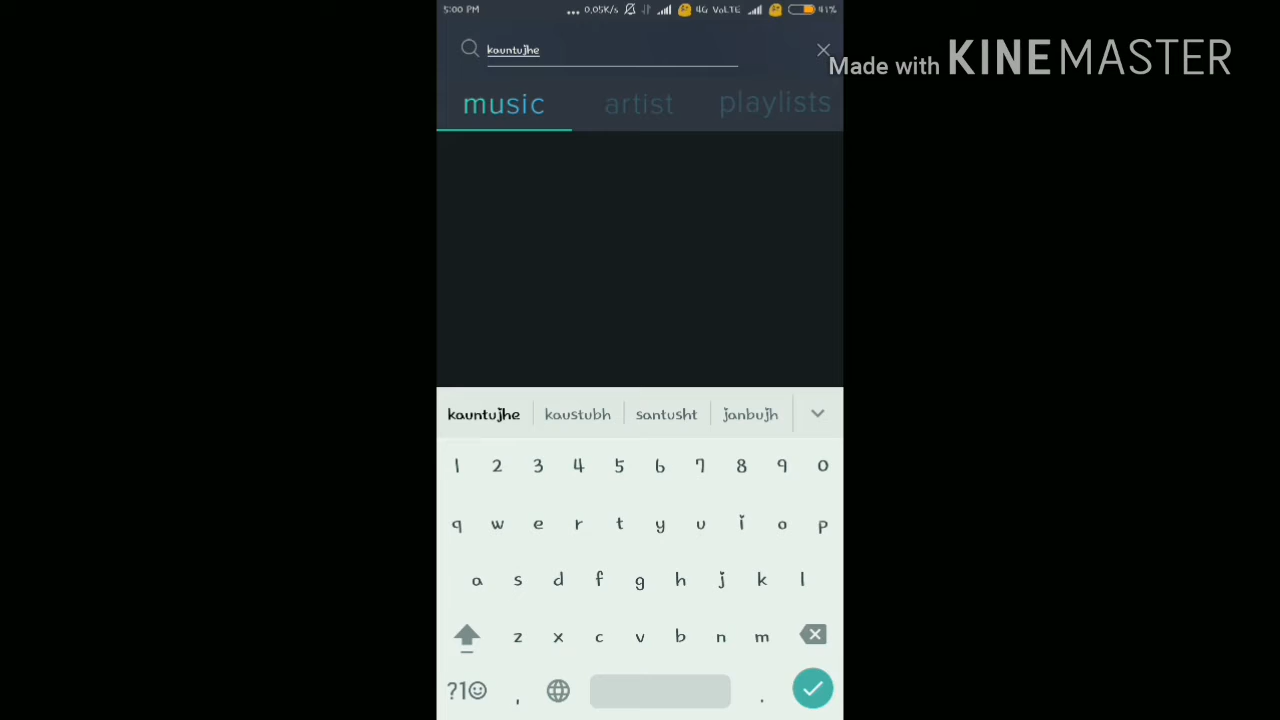 5:00 PM ... 0.05K/s 4G VoLTE 41%
kauntujhe
Made with KINEMASTER
music artist playlists
kauntujhe kaustubh santusht janbujh
1 2 3 4 5 6 7 8 9 0
q w e r t y u i o p
a s d f g h j k l
z x c v b n m
?1☺ , .